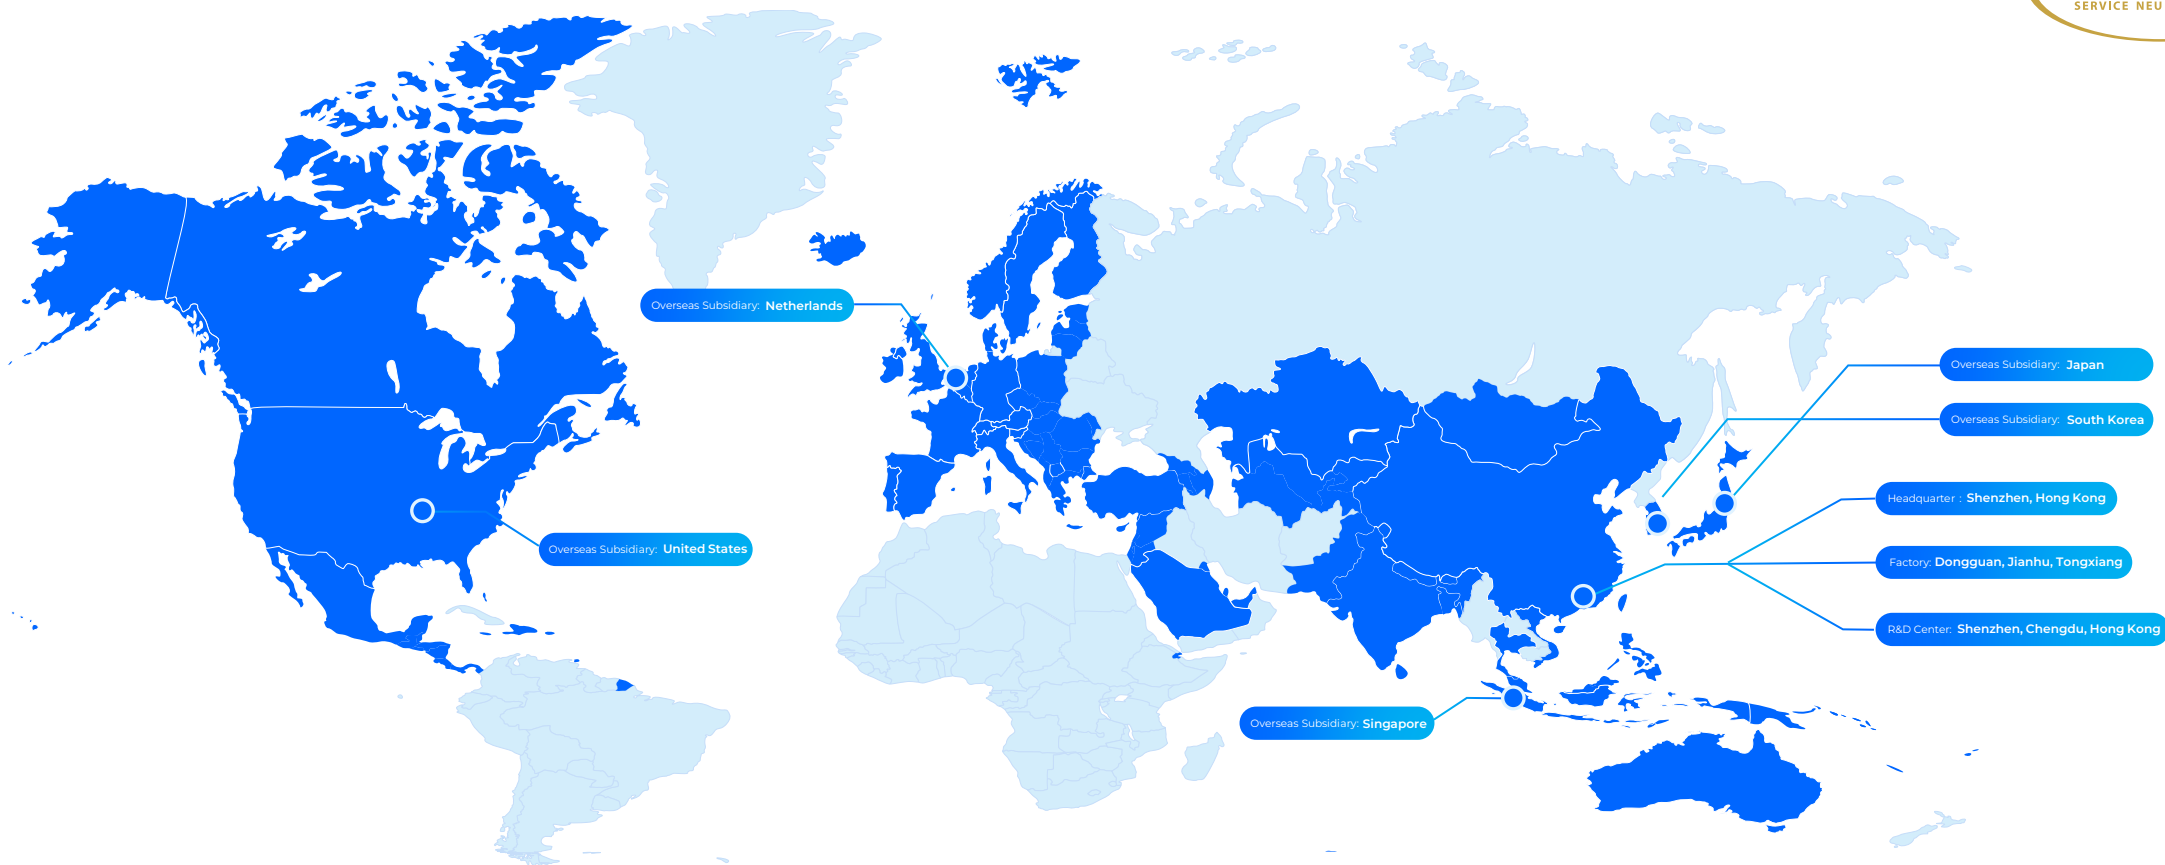 SERVICE NEU
Overseas Subsidiary: Netherlands
Overseas Subsidiary: Japan
Overseas Subsidiary: South Korea
Headquarter : Shenzhen, Hong Kong
Overseas Subsidiary: United States
Factory: Dongguan, Jianhu, Tongxiang
R&D Center: Shenzhen, Chengdu, Hong Kong
Overseas Subsidiary: Singapore